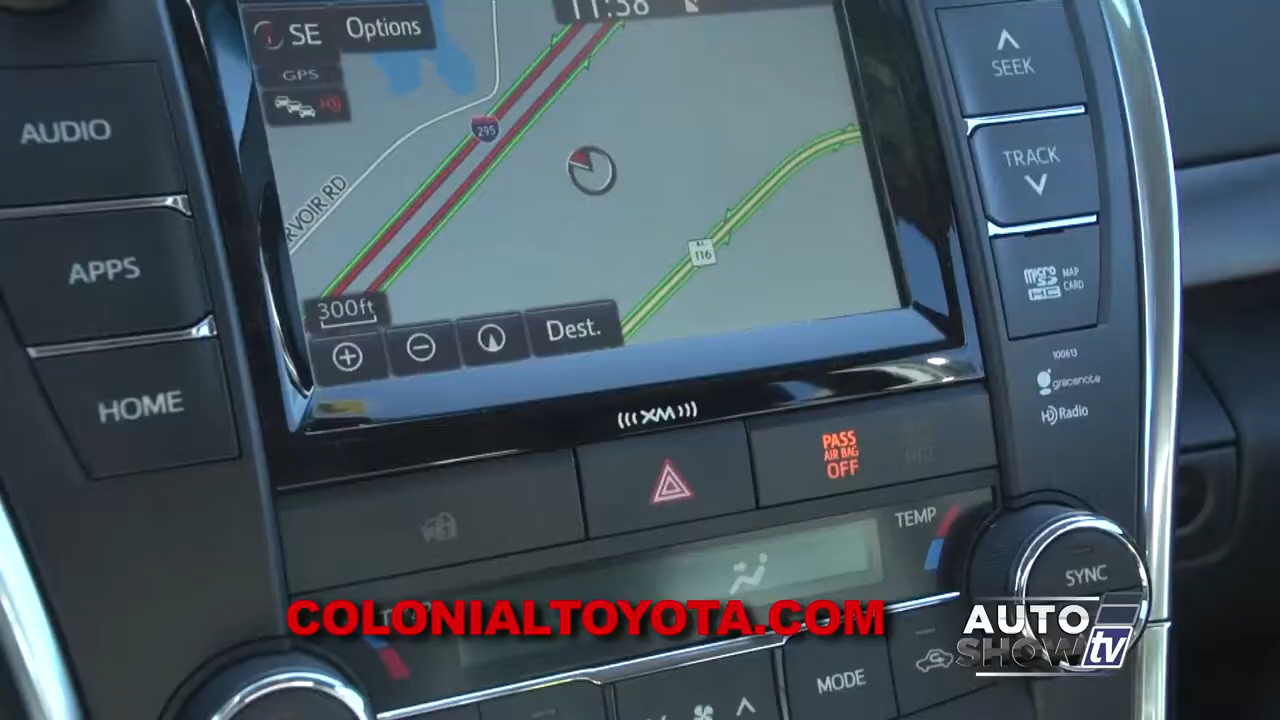 11:58
SE
Options
GPS
AUDIO
295
RVOIR RD
SEEK
TRACK
116
APPS
micro
SD
HC
MAP
CARD
300ft
Dest.
HOME
100613
gracenote
HD Radio
(((XM)))
PASS
AIR BAG
OFF
TEMP
SYNC
COLONIALTOYOTA.COM
AUTO
SHOW tv
MODE